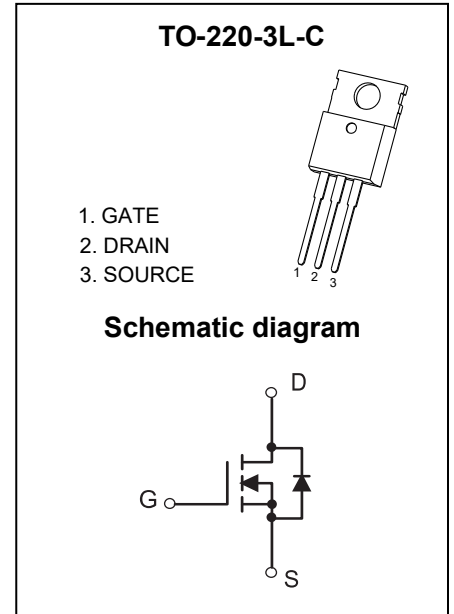 TO-220-3L-C
1. GATE
2. DRAIN
3. SOURCE
1 2 3
Schematic diagram
D
G
S